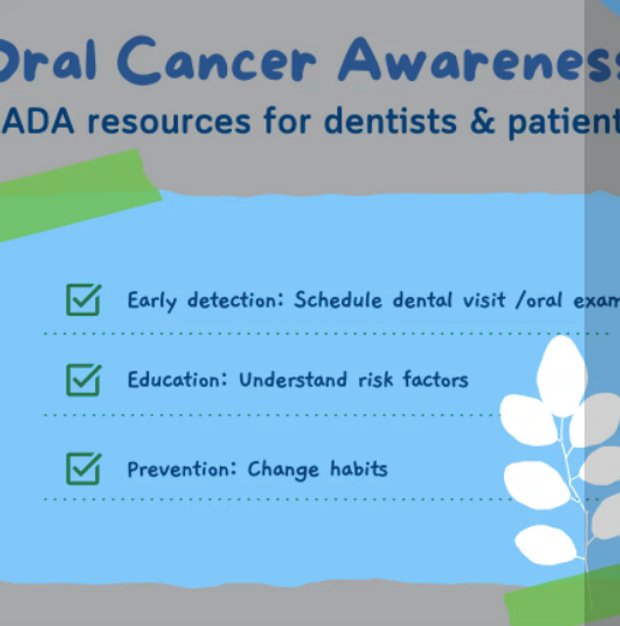 Oral Cancer Awareness
ADA resources for dentists & patient
Early detection: Schedule dental visit /oral exam
Education: Understand risk factors
Prevention: Change habits